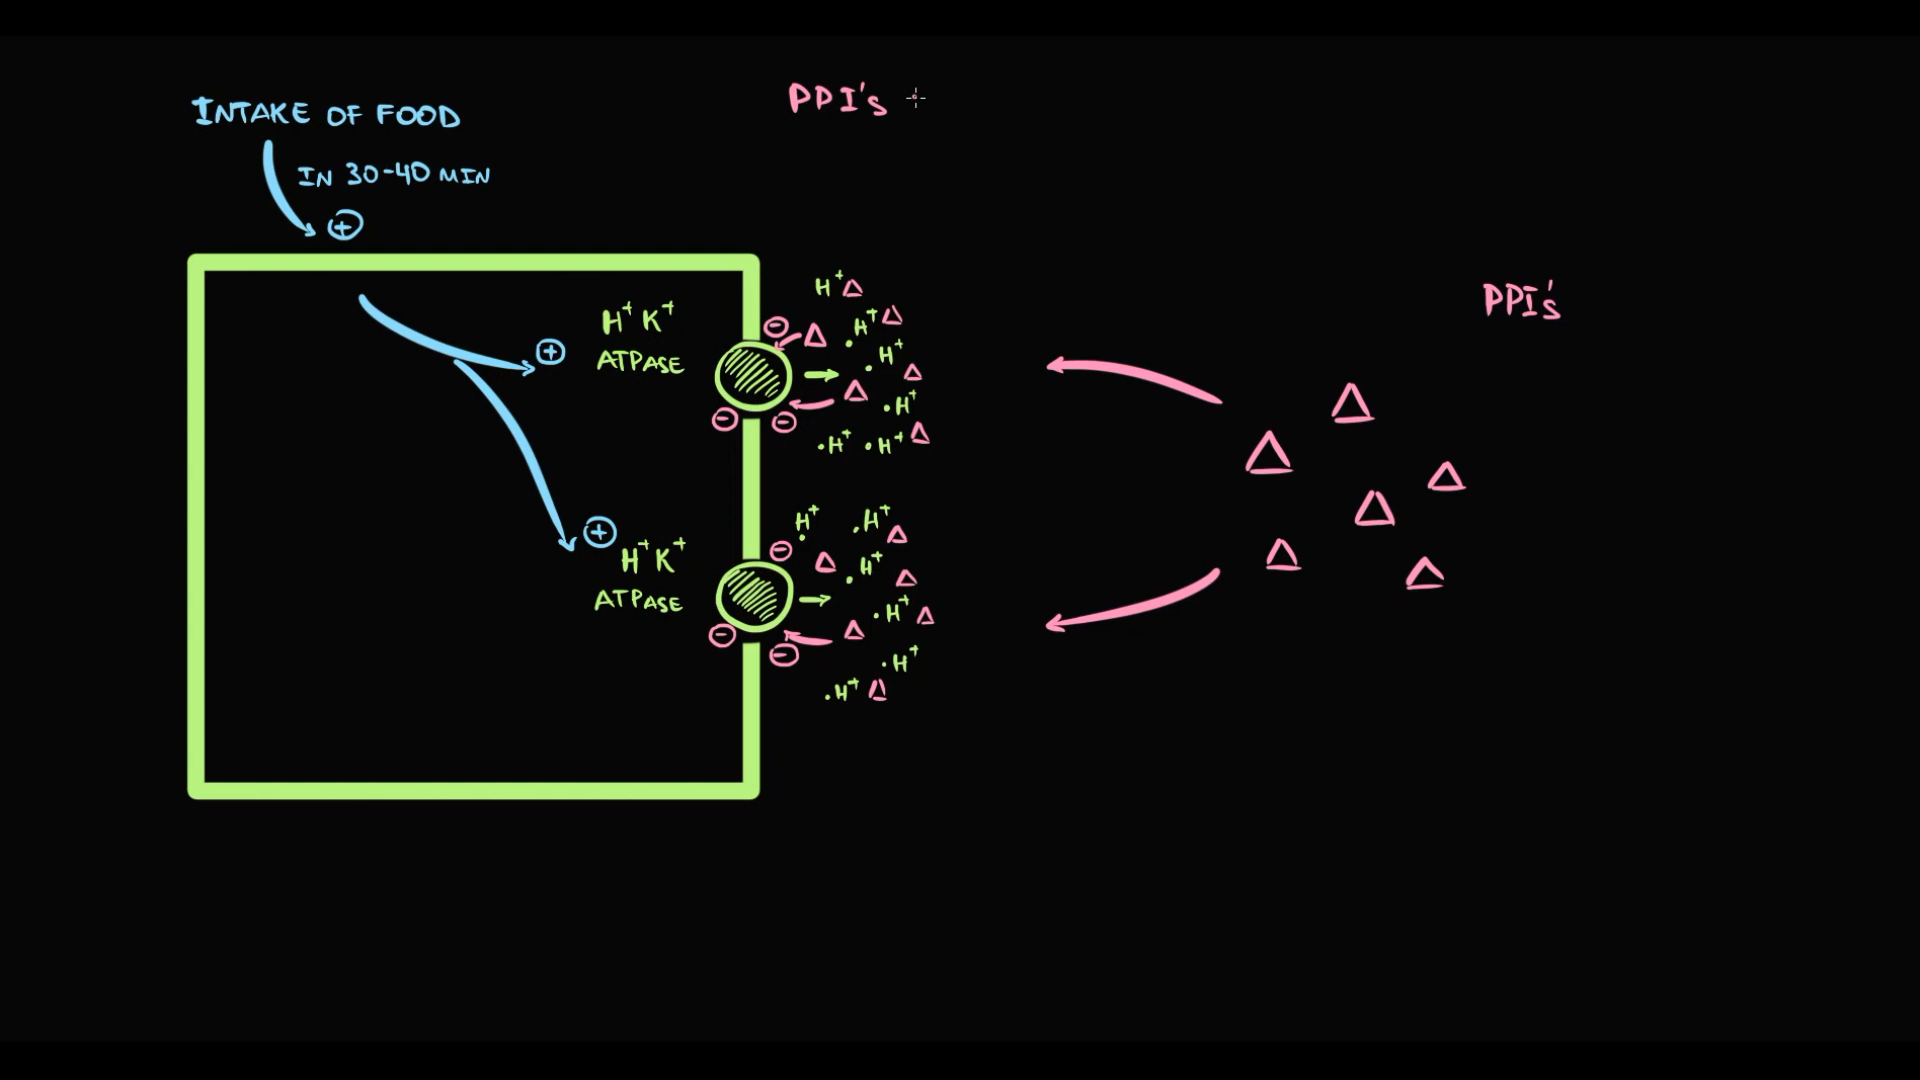 INTAKE OF FOOD
IN 30-40 MIN
+
PPI's
PPI's
H+ K+
ATPASE
+
H+
H+
H+
H+
H+
H+
-
-
-
+
H+ K+
ATPASE
H+
H+
H+
H+
H+
H+
-
-
-